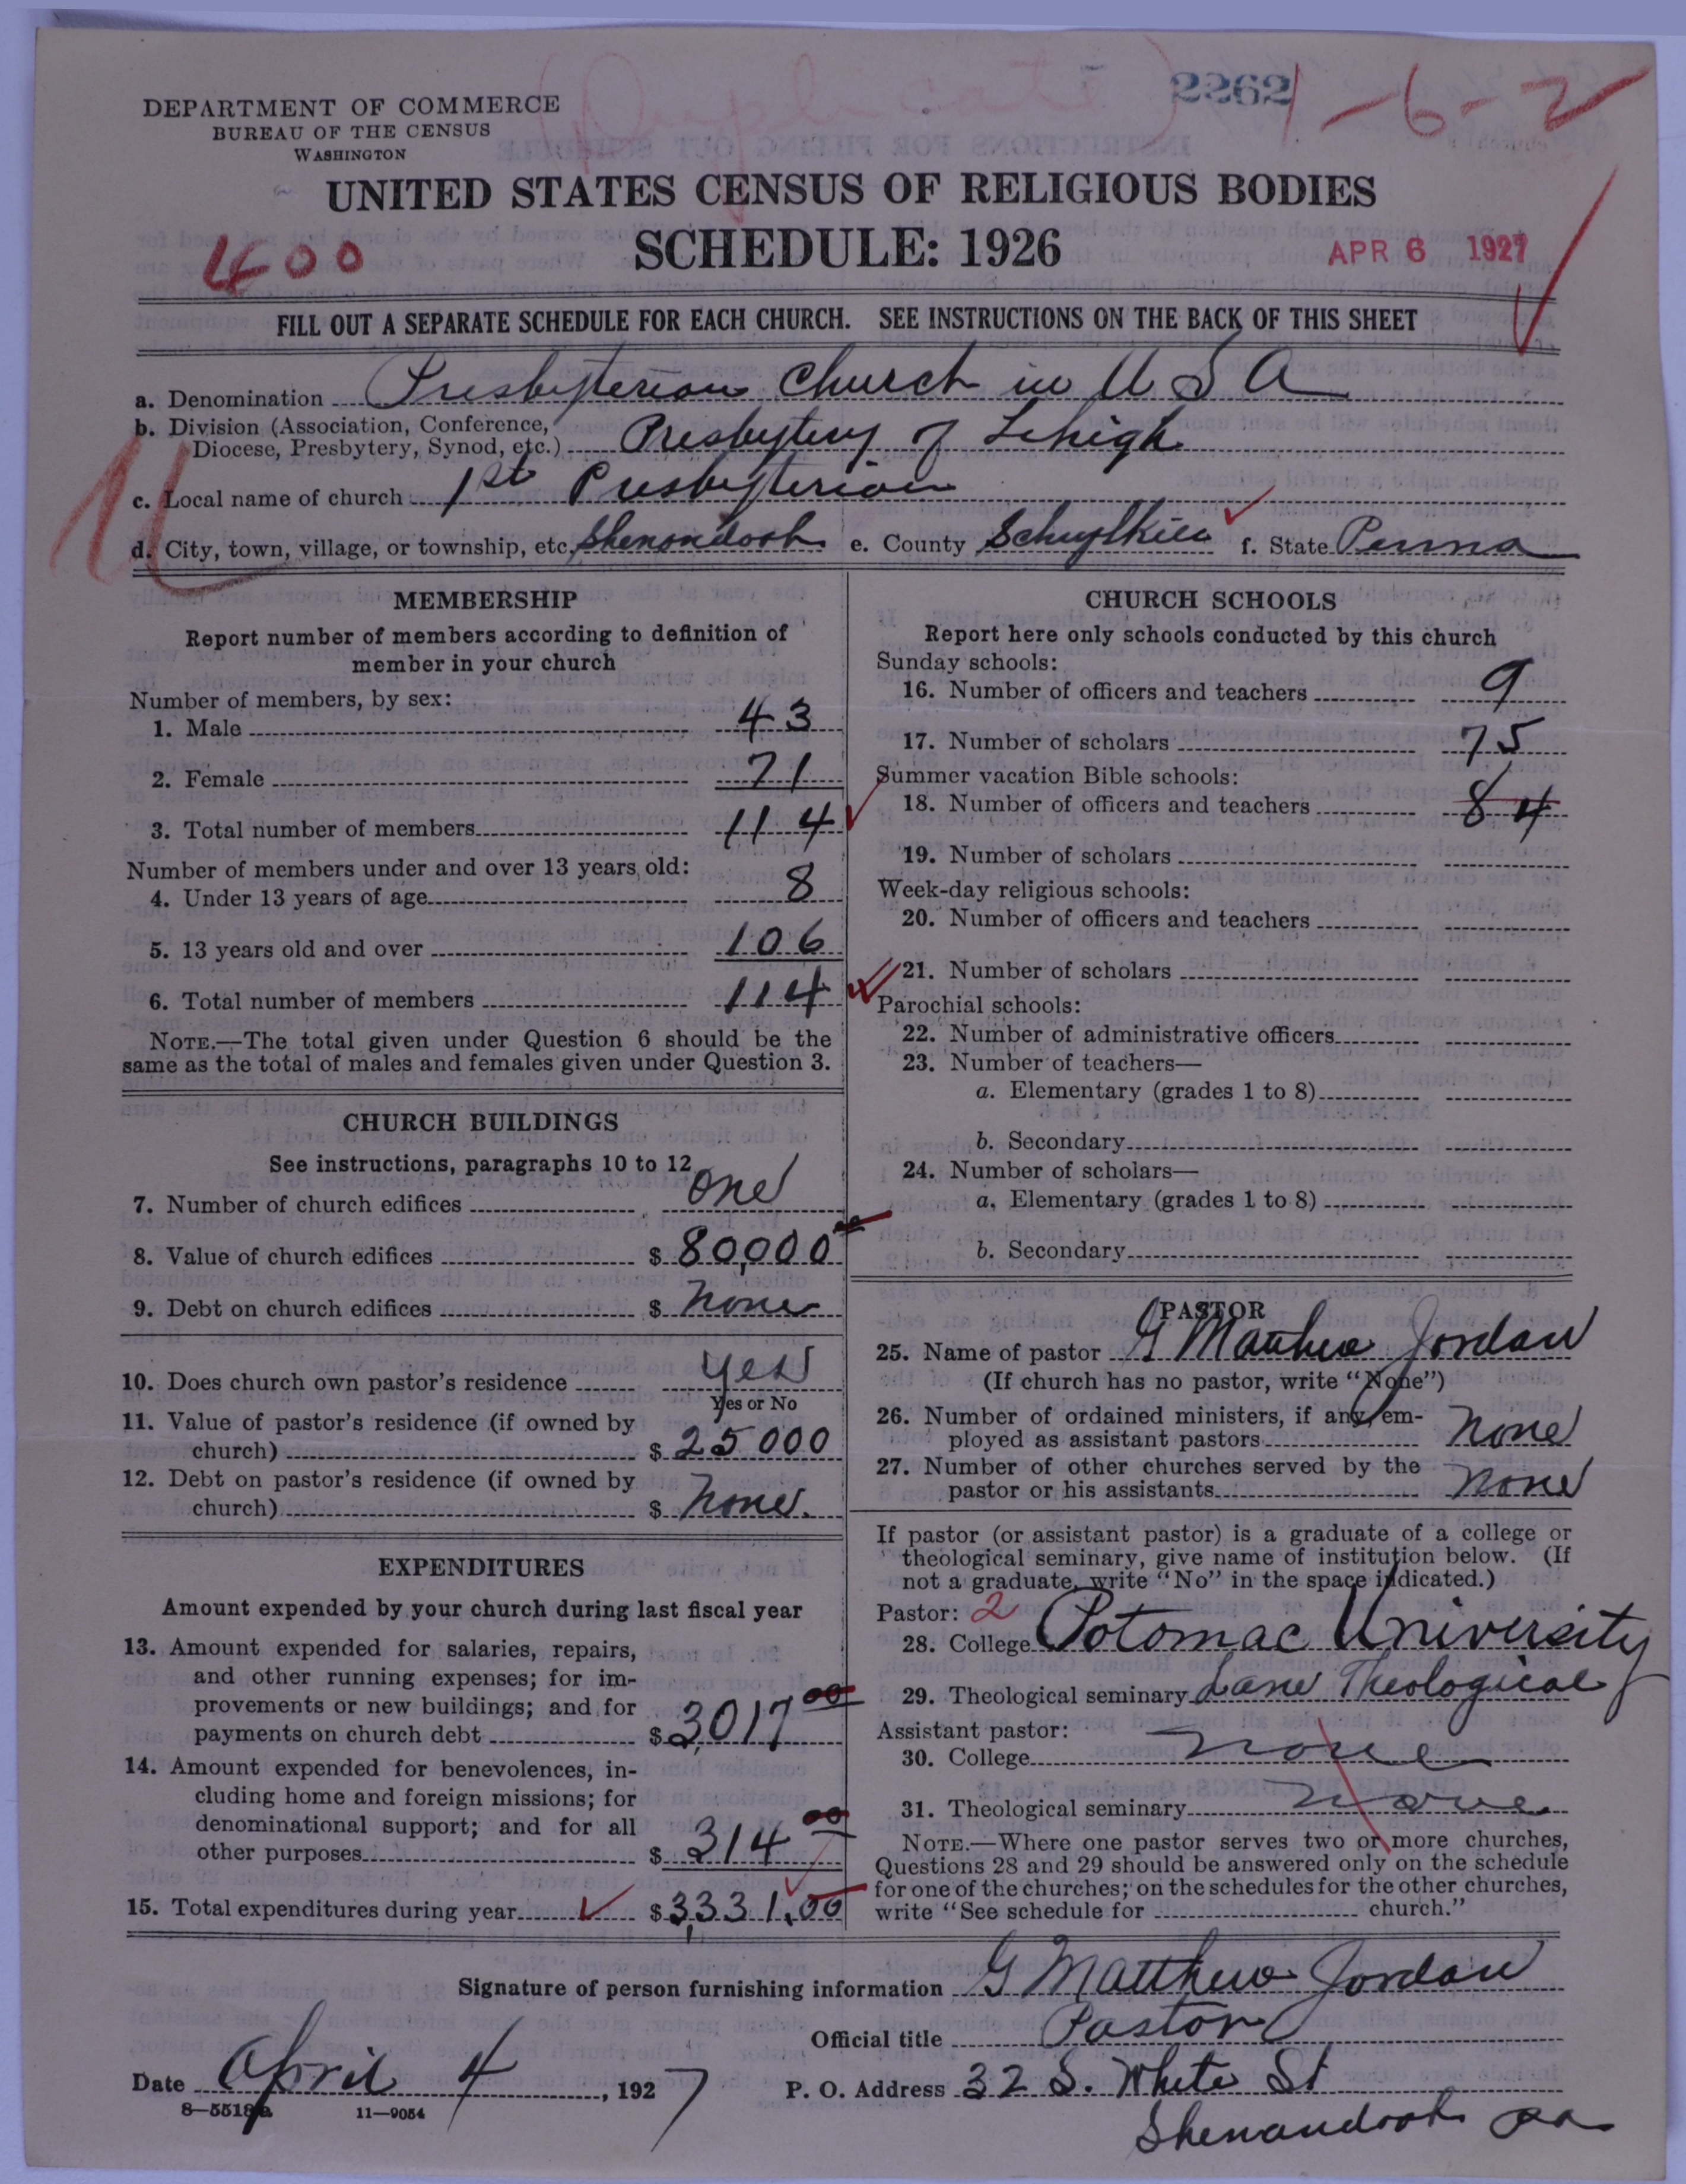 (Duplicate)
2262
1-6-2
DEPARTMENT OF COMMERCE
BUREAU OF THE CENSUS
WASHINGTON
UNITED STATES CENSUS OF RELIGIOUS BODIES
SCHEDULE: 1926
400
APR 6 1927
FILL OUT A SEPARATE SCHEDULE FOR EACH CHURCH. SEE INSTRUCTIONS ON THE BACK OF THIS SHEET
a. Denomination Presbyterian Church in U S A
b. Division (Association, Conference, Diocese, Presbytery, Synod, etc.) Presbytery of Lehigh
c. Local name of church 1st Presbyterian
d. City, town, village, or township, etc. Shenandoah e. County Schuylkill f. State Penna
MEMBERSHIP
Report number of members according to definition of
member in your church
Number of members, by sex:
1. Male 43
2. Female 71
3. Total number of members 114
Number of members under and over 13 years old:
4. Under 13 years of age 8
5. 13 years old and over 106
6. Total number of members 114
NOTE.—The total given under Question 6 should be the
same as the total of males and females given under Question 3.
CHURCH BUILDINGS
See instructions, paragraphs 10 to 12
7. Number of church edifices one
8. Value of church edifices $ 80,000 00
9. Debt on church edifices $ none
10. Does church own pastor's residence yes
Yes or No
11. Value of pastor's residence (if owned by
church) $ 25000
12. Debt on pastor's residence (if owned by
church) $ none.
EXPENDITURES
Amount expended by your church during last fiscal year
13. Amount expended for salaries, repairs,
and other running expenses; for im-
provements or new buildings; and for
payments on church debt $ 3,017 00
14. Amount expended for benevolences, in-
cluding home and foreign missions; for
denominational support; and for all
other purposes $ 314 00
15. Total expenditures during year $ 3,331.00
CHURCH SCHOOLS
Report here only schools conducted by this church
Sunday schools:
16. Number of officers and teachers 9
17. Number of scholars 75
Summer vacation Bible schools:
18. Number of officers and teachers 84
19. Number of scholars
Week-day religious schools:
20. Number of officers and teachers
21. Number of scholars
Parochial schools:
22. Number of administrative officers
23. Number of teachers—
a. Elementary (grades 1 to 8)
b. Secondary
24. Number of scholars—
a. Elementary (grades 1 to 8)
b. Secondary
PASTOR
25. Name of pastor G Matthew Jordan
(If church has no pastor, write "None")
26. Number of ordained ministers, if any, em-
ployed as assistant pastors none
27. Number of other churches served by the
pastor or his assistants none
If pastor (or assistant pastor) is a graduate of a college or
theological seminary, give name of institution below. (If
not a graduate, write "No" in the space indicated.)
Pastor: 2
28. College Potomac University
29. Theological seminary Lane Theological
Assistant pastor:
30. College none
31. Theological seminary none
NOTE.—Where one pastor serves two or more churches,
Questions 28 and 29 should be answered only on the schedule
for one of the churches; on the schedules for the other churches,
write "See schedule for church."
Signature of person furnishing information G Matthew Jordan
Official title Pastor
Date April 4, 1927
P. O. Address 32 S. White St
Shenandoah Pa
8—5518a 11—9054